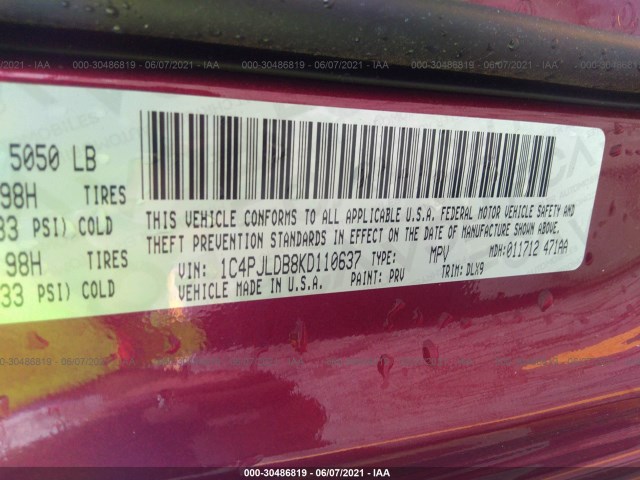 000-30486819 - 06/07/2021 - IAA
5050 LB
98H TIRES
33 PSI) COLD
98H TIRES
33 PSI) COLD
THIS VEHICLE CONFORMS TO ALL APPLICABLE U.S.A. FEDERAL MOTOR VEHICLE SAFETY AND
THEFT PREVENTION STANDARDS IN EFFECT ON THE DATE OF MANUFACTURE SHOWN ABOVE.
VIN: 1C4PJLDB8KD110637 TYPE: MPV MDH:011712 471AA
VEHICLE MADE IN U.S.A. PAINT: PRV TRIM: DLX9
000-30486819 - 06/07/2021 - IAA